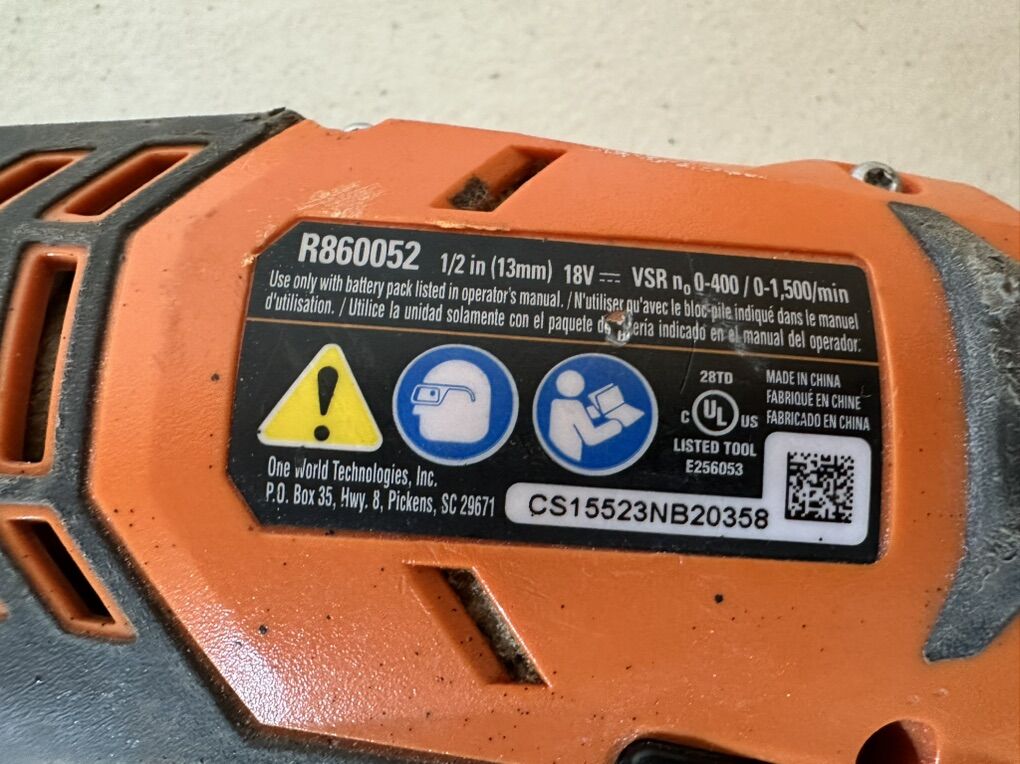 R860052 1/2 in (13mm) 18V ⎓ VSR n₀ 0-400 / 0-1,500/min
Use only with battery pack listed in operator's manual. / N'utiliser qu'avec le bloc-pile indiqué dans le manuel
d'utilisation. / Utilice la unidad solamente con el paquete de indicado en el manual del operador.
28TD
C UL US
LISTED TOOL
E256053
MADE IN CHINA
FABRIQUÉ EN CHINE
FABRICADO EN CHINA
One World Technologies, Inc.
P.O. Box 35, Hwy. 8, Pickens, SC 29671
CS15523NB20358